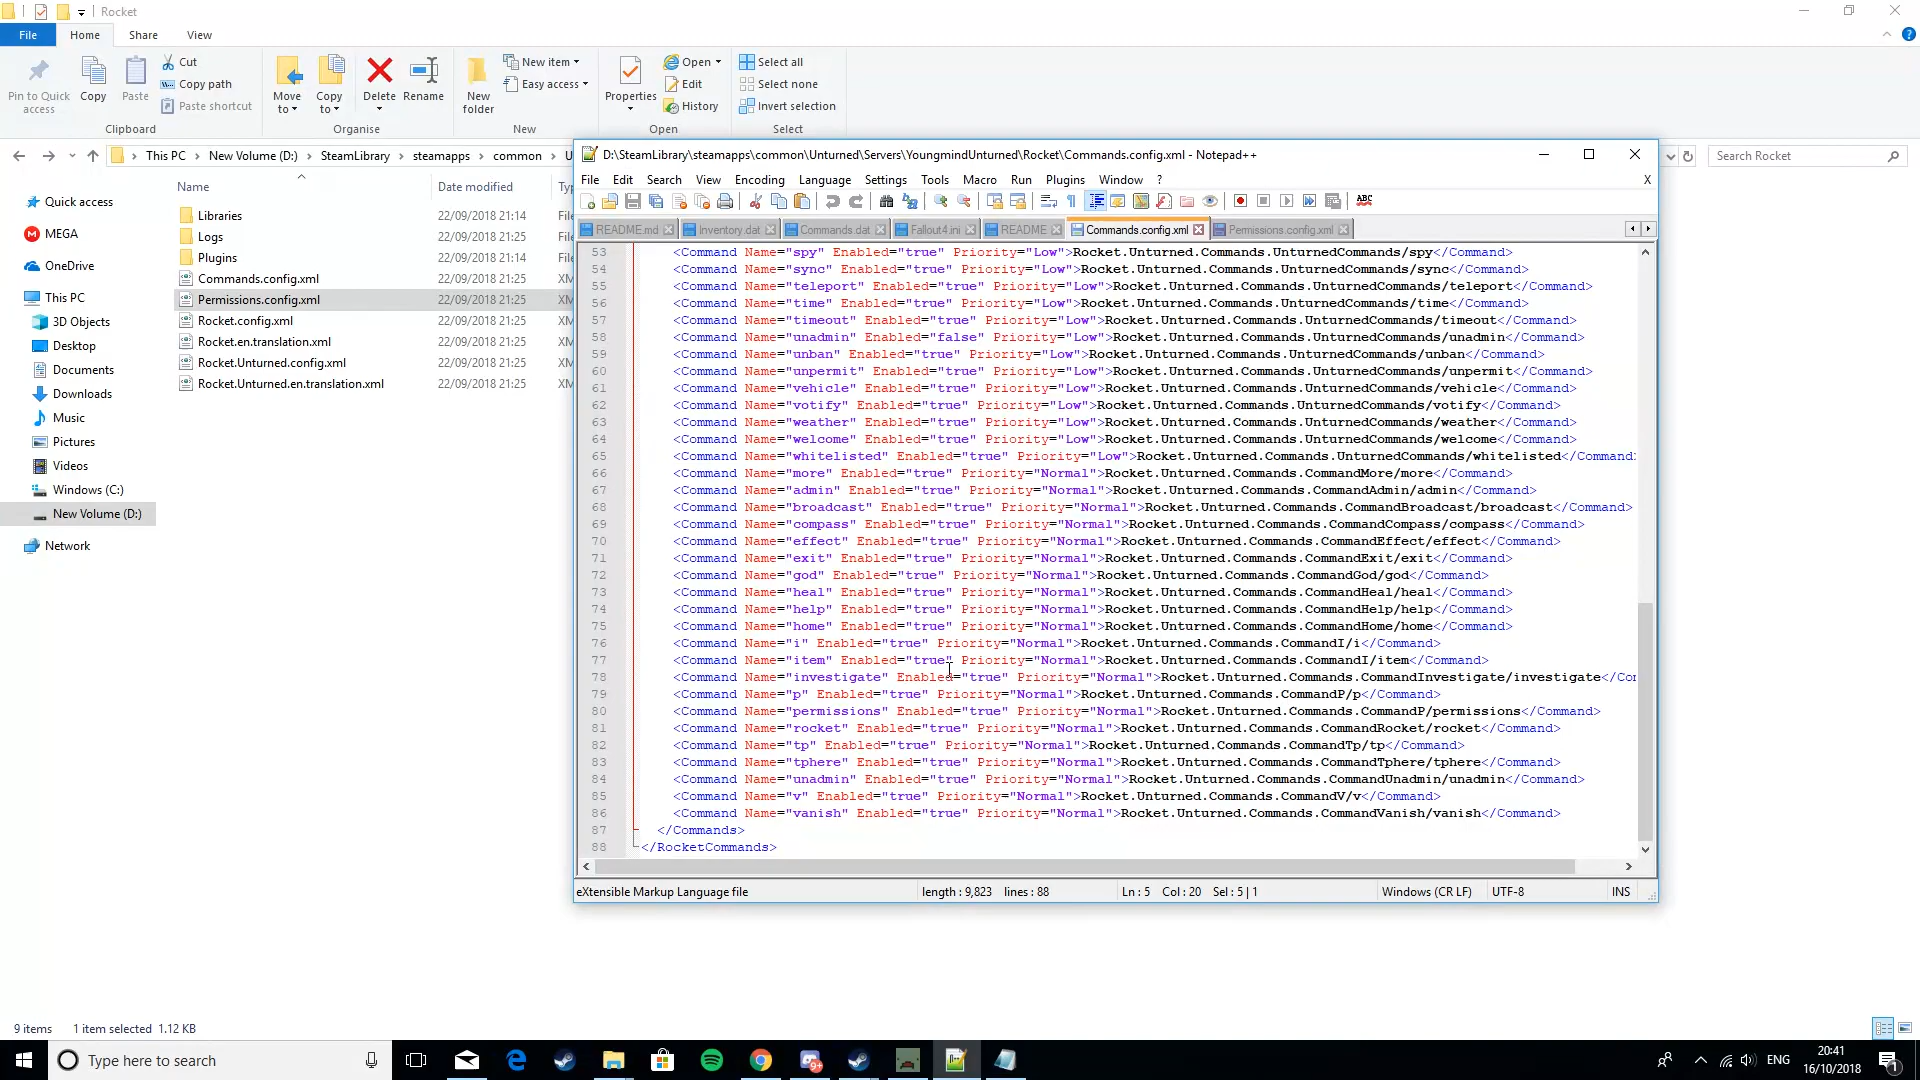 Rocket
File Home Share View
Pin to Quick access
Copy
Paste
Cut
Copy path
Paste shortcut
Clipboard
Move to
Copy to
Delete
Rename
Organise
New folder
New item
Easy access
New
Properties
Open
Edit
History
Open
Select all
Select none
Invert selection
Select
This PC New Volume (D:) SteamLibrary steamapps common U
Search Rocket
Quick access
MEGA
OneDrive
This PC
3D Objects
Desktop
Documents
Downloads
Music
Pictures
Videos
Windows (C:)
New Volume (D:)
Network
Name Date modified Ty
Libraries 22/09/2018 21:14 File
Logs 22/09/2018 21:25 File
Plugins 22/09/2018 21:14 File
Commands.config.xml 22/09/2018 21:25 XM
Permissions.config.xml 22/09/2018 21:25 XM
Rocket.config.xml 22/09/2018 21:25 XM
Rocket.en.translation.xml 22/09/2018 21:25 XM
Rocket.Unturned.config.xml 22/09/2018 21:25 XM
Rocket.Unturned.en.translation.xml 22/09/2018 21:25 XM
D:\SteamLibrary\steamapps\common\Unturned\Servers\YoungmindUnturned\Rocket\Commands.config.xml - Notepad++
File Edit Search View Encoding Language Settings Tools Macro Run Plugins Window ? X
ABC
README.md Inventory.dat Commands.dat Fallout4.ini README Commands.config.xml Permissions.config.xml
53 <Command Name="spy" Enabled="true" Priority="Low">Rocket.Unturned.Commands.UnturnedCommands/spy</Command>
54 <Command Name="sync" Enabled="true" Priority="Low">Rocket.Unturned.Commands.UnturnedCommands/sync</Command>
55 <Command Name="teleport" Enabled="true" Priority="Low">Rocket.Unturned.Commands.UnturnedCommands/teleport</Command>
56 <Command Name="time" Enabled="true" Priority="Low">Rocket.Unturned.Commands.UnturnedCommands/time</Command>
57 <Command Name="timeout" Enabled="true" Priority="Low">Rocket.Unturned.Commands.UnturnedCommands/timeout</Command>
58 <Command Name="unadmin" Enabled="false" Priority="Low">Rocket.Unturned.Commands.UnturnedCommands/unadmin</Command>
59 <Command Name="unban" Enabled="true" Priority="Low">Rocket.Unturned.Commands.UnturnedCommands/unban</Command>
60 <Command Name="unpermit" Enabled="true" Priority="Low">Rocket.Unturned.Commands.UnturnedCommands/unpermit</Command>
61 <Command Name="vehicle" Enabled="true" Priority="Low">Rocket.Unturned.Commands.UnturnedCommands/vehicle</Command>
62 <Command Name="votify" Enabled="true" Priority="Low">Rocket.Unturned.Commands.UnturnedCommands/votify</Command>
63 <Command Name="weather" Enabled="true" Priority="Low">Rocket.Unturned.Commands.UnturnedCommands/weather</Command>
64 <Command Name="welcome" Enabled="true" Priority="Low">Rocket.Unturned.Commands.UnturnedCommands/welcome</Command>
65 <Command Name="whitelisted" Enabled="true" Priority="Low">Rocket.Unturned.Commands.UnturnedCommands/whitelisted</Command
66 <Command Name="more" Enabled="true" Priority="Normal">Rocket.Unturned.Commands.CommandMore/more</Command>
67 <Command Name="admin" Enabled="true" Priority="Normal">Rocket.Unturned.Commands.CommandAdmin/admin</Command>
68 <Command Name="broadcast" Enabled="true" Priority="Normal">Rocket.Unturned.Commands.CommandBroadcast/broadcast</Command>
69 <Command Name="compass" Enabled="true" Priority="Normal">Rocket.Unturned.Commands.CommandCompass/compass</Command>
70 <Command Name="effect" Enabled="true" Priority="Normal">Rocket.Unturned.Commands.CommandEffect/effect</Command>
71 <Command Name="exit" Enabled="true" Priority="Normal">Rocket.Unturned.Commands.CommandExit/exit</Command>
72 <Command Name="god" Enabled="true" Priority="Normal">Rocket.Unturned.Commands.CommandGod/god</Command>
73 <Command Name="heal" Enabled="true" Priority="Normal">Rocket.Unturned.Commands.CommandHeal/heal</Command>
74 <Command Name="help" Enabled="true" Priority="Normal">Rocket.Unturned.Commands.CommandHelp/help</Command>
75 <Command Name="home" Enabled="true" Priority="Normal">Rocket.Unturned.Commands.CommandHome/home</Command>
76 <Command Name="i" Enabled="true" Priority="Normal">Rocket.Unturned.Commands.CommandI/i</Command>
77 <Command Name="item" Enabled="true" Priority="Normal">Rocket.Unturned.Commands.CommandI/item</Command>
78 <Command Name="investigate" Enabled="true" Priority="Normal">Rocket.Unturned.Commands.CommandInvestigate/investigate</Co
79 <Command Name="p" Enabled="true" Priority="Normal">Rocket.Unturned.Commands.CommandP/p</Command>
80 <Command Name="permissions" Enabled="true" Priority="Normal">Rocket.Unturned.Commands.CommandP/permissions</Command>
81 <Command Name="rocket" Enabled="true" Priority="Normal">Rocket.Unturned.Commands.CommandRocket/rocket</Command>
82 <Command Name="tp" Enabled="true" Priority="Normal">Rocket.Unturned.Commands.CommandTp/tp</Command>
83 <Command Name="tphere" Enabled="true" Priority="Normal">Rocket.Unturned.Commands.CommandTphere/tphere</Command>
84 <Command Name="unadmin" Enabled="true" Priority="Normal">Rocket.Unturned.Commands.CommandUnadmin/unadmin</Command>
85 <Command Name="v" Enabled="true" Priority="Normal">Rocket.Unturned.Commands.CommandV/v</Command>
86 <Command Name="vanish" Enabled="true" Priority="Normal">Rocket.Unturned.Commands.CommandVanish/vanish</Command>
87 </Commands>
88 </RocketCommands>
eXtensible Markup Language file length : 9,823 lines : 88 Ln : 5 Col : 20 Sel : 5 | 1 Windows (CR LF) UTF-8 INS
9 items 1 item selected 1.12 KB
Type here to search
9+
ENG
20:41
16/10/2018
1